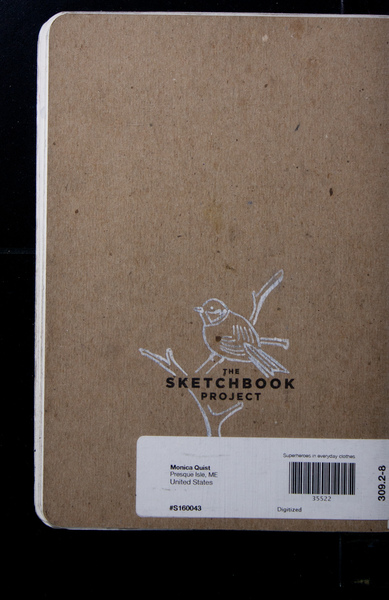 THE
SKETCHBOOK
PROJECT
Superheroes in everyday clothes
Monica Quist
Presque Isle, ME
United States
35522
#S160043
Digitized
309.2-8